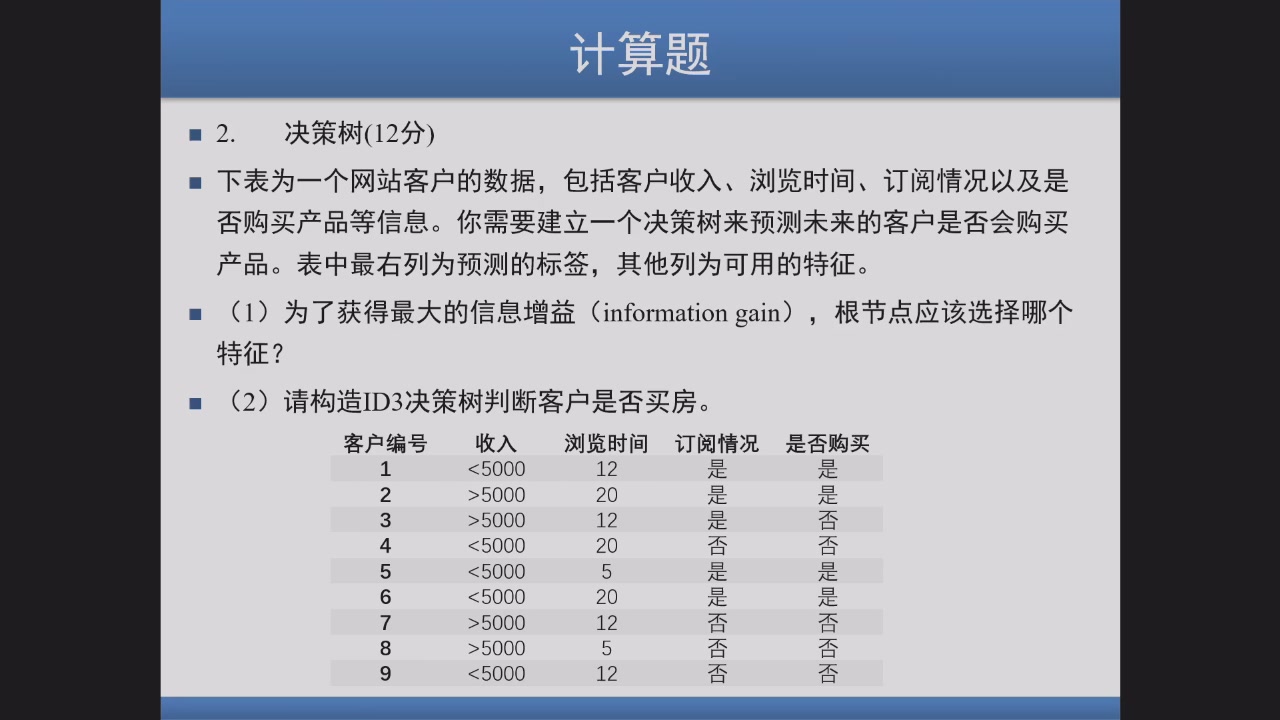 计算题
2. 决策树(12分)
下表为一个网站客户的数据，包括客户收入、浏览时间、订阅情况以及是
否购买产品等信息。你需要建立一个决策树来预测未来的客户是否会购买
产品。表中最右列为预测的标签，其他列为可用的特征。
（1）为了获得最大的信息增益（information gain），根节点应该选择哪个
特征？
（2）请构造ID3决策树判断客户是否买房。
客户编号 收入 浏览时间 订阅情况 是否购买
1 <5000 12 是 是
2 >5000 20 是 是
3 >5000 12 是 否
4 <5000 20 否 否
5 <5000 5 是 是
6 <5000 20 是 是
7 >5000 12 否 否
8 >5000 5 否 否
9 <5000 12 否 否